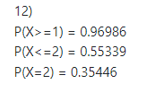 12)
P(X>=1) = 0.96986
P(X<=2) = 0.55339
P(X=2) = 0.35446